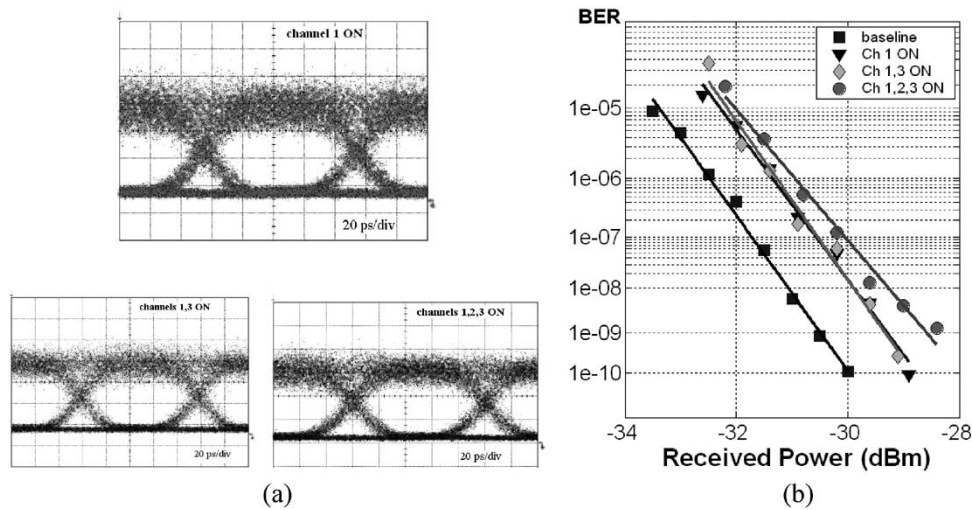 channel 1 ON
20 ps/div
channels 1,3 ON
20 ps/div
channels 1,2,3 ON
20 ps/div
(a)
BER
baseline
Ch 1 ON
Ch 1,3 ON
Ch 1,2,3 ON
1e-05
1e-06
1e-07
1e-08
1e-09
1e-10
-34
-32
-30
-28
Received Power (dBm)
(b)